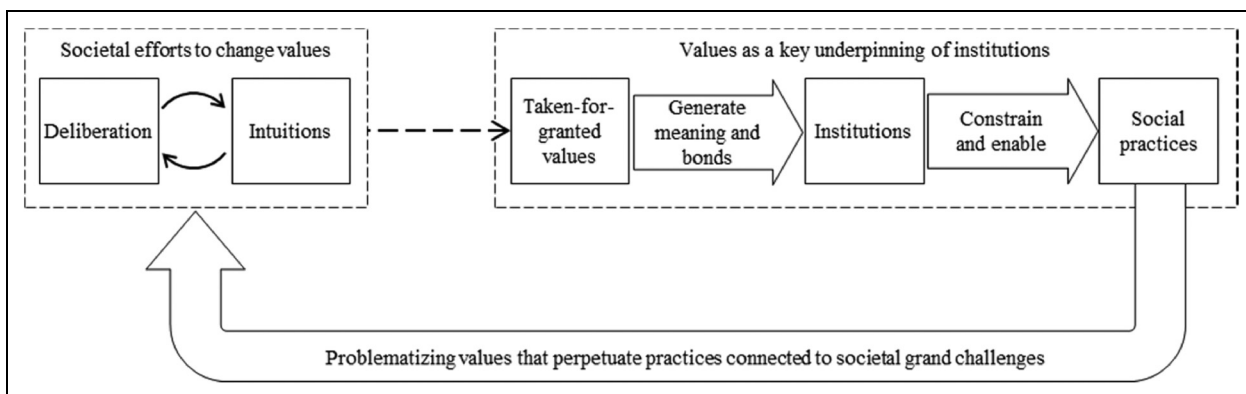 Societal efforts to change values
Deliberation
Intuitions
Values as a key underpinning of institutions
Taken-for-
granted
values
Generate
meaning and
bonds
Institutions
Constrain
and enable
Social
practices
Problematizing values that perpetuate practices connected to societal grand challenges